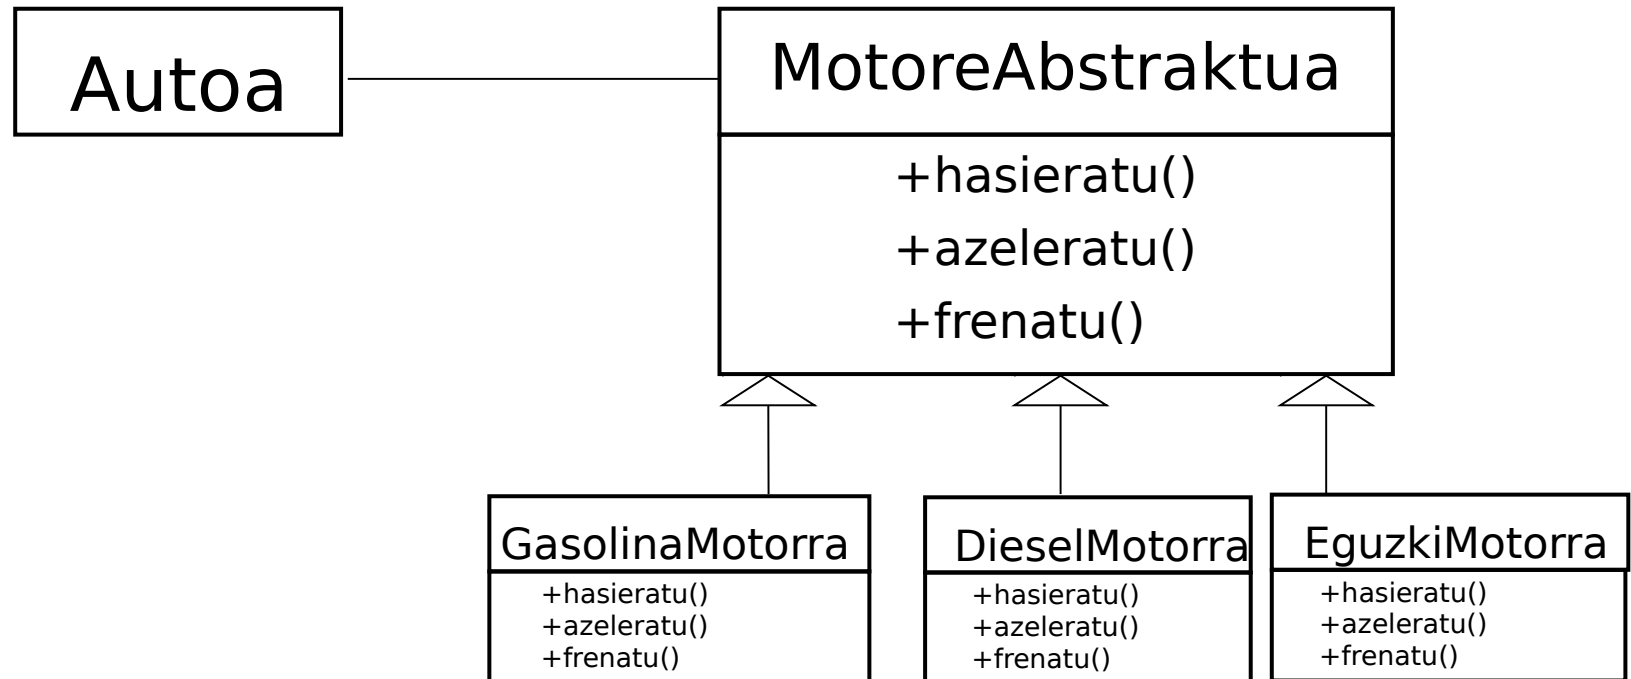 Autoa
MotoreAbstraktua
+hasieratu()
+azeleratu()
+frenatu()
GasolinaMotorra
+hasieratu()
+azeleratu()
+frenatu()
DieselMotorra
+hasieratu()
+azeleratu()
+frenatu()
EguzkiMotorra
+hasieratu()
+azeleratu()
+frenatu()